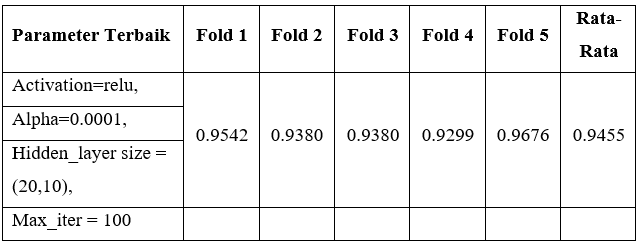 Parameter Terbaik Fold 1 Fold 2 Fold 3 Fold 4 Fold 5 Rata-
Rata
Activation=relu,
Alpha=0.0001,
0.9542 0.9380 0.9380 0.9299 0.9676 0.9455
Hidden_layer size =
(20,10),
Max_iter = 100